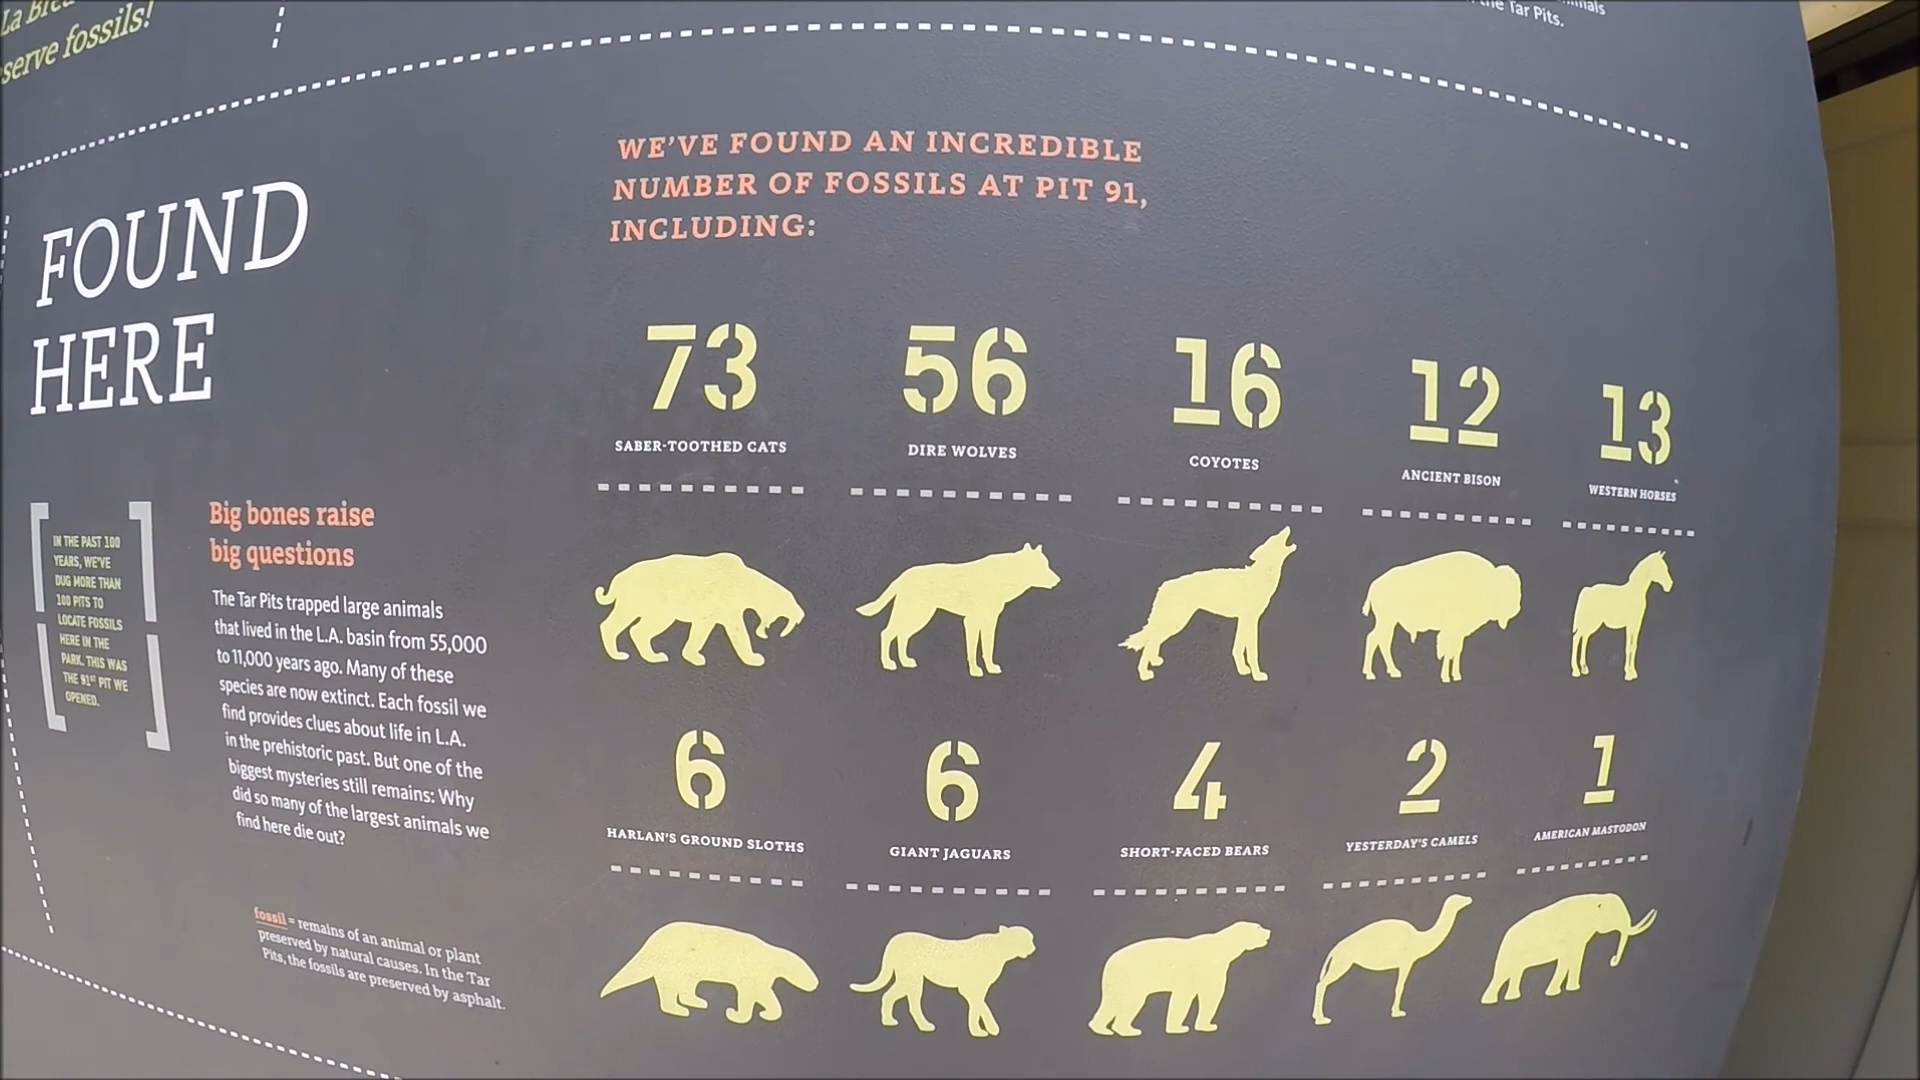 La Brea
serve fossils!
the Tar Pits.
FOUND
HERE
IN THE PAST 100
YEARS, WE'VE
DUG MORE THAN
100 PITS TO
LOCATE FOSSILS
HERE IN THE
PARK. THIS WAS
THE 91ST PIT WE
OPENED.
Big bones raise
big questions
The Tar Pits trapped large animals
that lived in the L.A. basin from 55,000
to 11,000 years ago. Many of these
species are now extinct. Each fossil we
find provides clues about life in L.A.
in the prehistoric past. But one of the
biggest mysteries still remains: Why
did so many of the largest animals we
find here die out?
fossil = remains of an animal or plant
preserved by natural causes. In the Tar
Pits, the fossils are preserved by asphalt.
WE'VE FOUND AN INCREDIBLE
NUMBER OF FOSSILS AT PIT 91,
INCLUDING:
73
SABER-TOOTHED CATS
56
DIRE WOLVES
16
COYOTES
12
ANCIENT BISON
13
WESTERN HORSES
6
HARLAN'S GROUND SLOTHS
6
GIANT JAGUARS
4
SHORT-FACED BEARS
2
YESTERDAY'S CAMELS
1
AMERICAN MASTODON